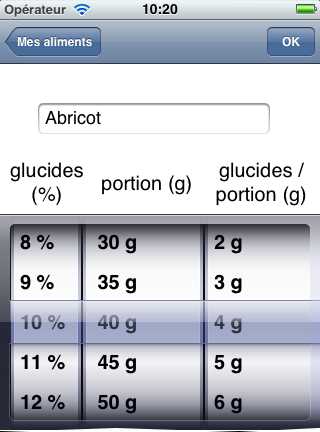 Opérateur 10:20
Mes aliments OK
Abricot
glucides (%) portion (g) glucides / portion (g)
8 % 30 g 2 g
9 % 35 g 3 g
10 % 40 g 4 g
11 % 45 g 5 g
12 % 50 g 6 g